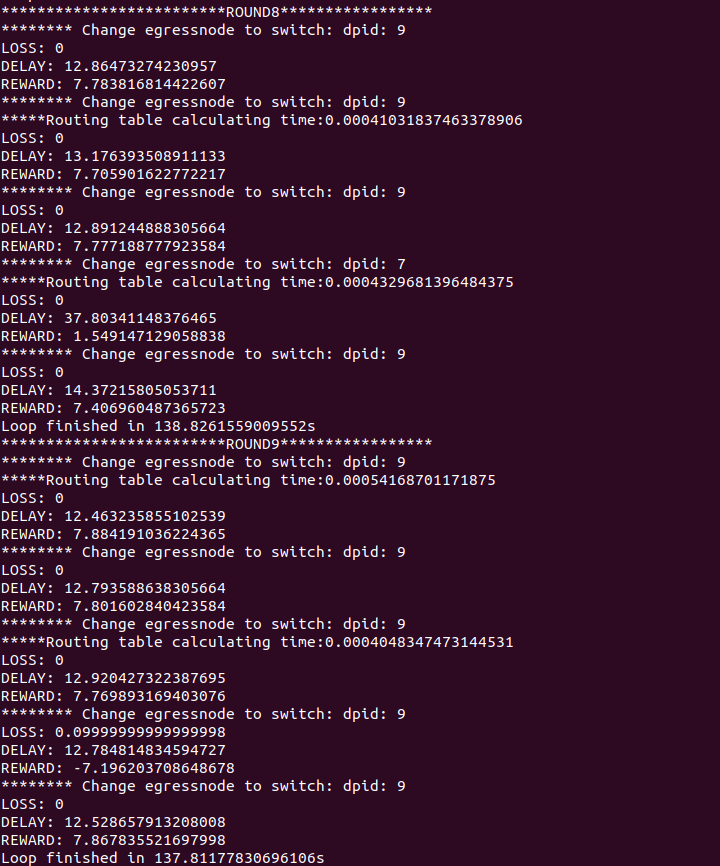 *************************ROUND8*****************
******** Change egressnode to switch: dpid: 9
LOSS: 0
DELAY: 12.86473274230957
REWARD: 7.783816814422607
******** Change egressnode to switch: dpid: 9
*****Routing table calculating time:0.00041031837463378906
LOSS: 0
DELAY: 13.176393508911133
REWARD: 7.705901622772217
******** Change egressnode to switch: dpid: 9
LOSS: 0
DELAY: 12.891244888305664
REWARD: 7.777188777923584
******** Change egressnode to switch: dpid: 7
*****Routing table calculating time:0.0004329681396484375
LOSS: 0
DELAY: 37.80341148376465
REWARD: 1.549147129058838
******** Change egressnode to switch: dpid: 9
LOSS: 0
DELAY: 14.37215805053711
REWARD: 7.406960487365723
Loop finished in 138.8261559009552s
*************************ROUND9*****************
******** Change egressnode to switch: dpid: 9
*****Routing table calculating time:0.00054168701171875
LOSS: 0
DELAY: 12.463235855102539
REWARD: 7.884191036224365
******** Change egressnode to switch: dpid: 9
LOSS: 0
DELAY: 12.793588638305664
REWARD: 7.801602840423584
******** Change egressnode to switch: dpid: 9
*****Routing table calculating time:0.0004048347473144531
LOSS: 0
DELAY: 12.920427322387695
REWARD: 7.769893169403076
******** Change egressnode to switch: dpid: 9
LOSS: 0.09999999999999998
DELAY: 12.784814834594727
REWARD: -7.196203708648678
******** Change egressnode to switch: dpid: 9
LOSS: 0
DELAY: 12.528657913208008
REWARD: 7.867835521697998
Loop finished in 137.81177830696106s